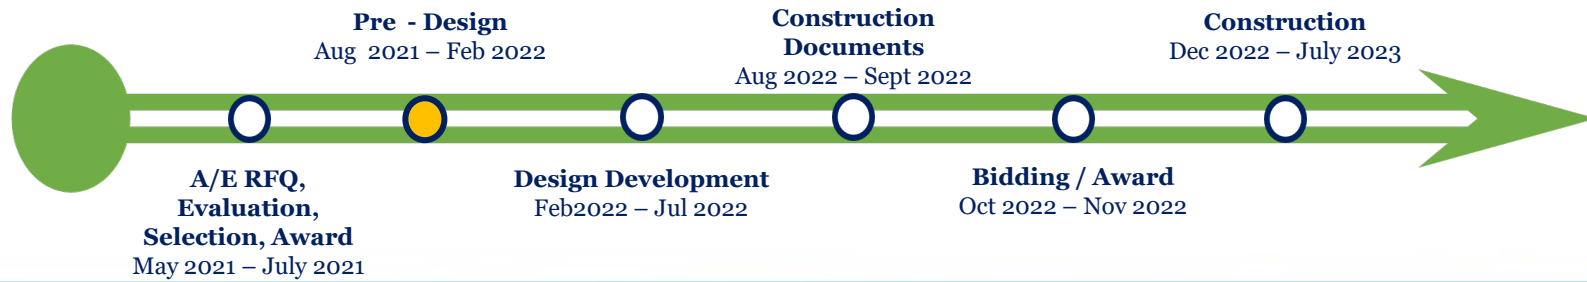 Pre - Design
Aug 2021 – Feb 2022
Construction
Documents
Aug 2022 – Sept 2022
Construction
Dec 2022 – July 2023
A/E RFQ,
Evaluation,
Selection, Award
May 2021 – July 2021
Design Development
Feb2022 – Jul 2022
Bidding / Award
Oct 2022 – Nov 2022